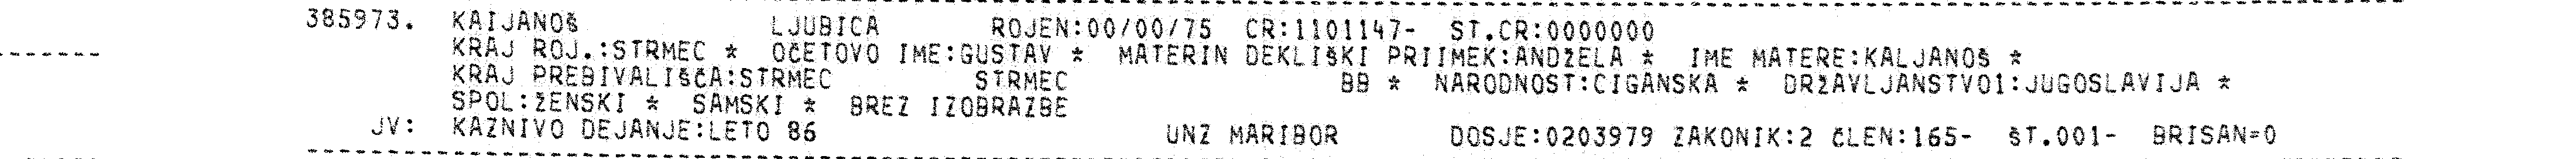 385973. KAIJANOŠ LJUBICA ROJEN:00/00/75 CR:1101147- ST.CR:0000000
KRAJ ROJ.:STRMEC * OČETOVO IME:GUSTAV * MATERIN DEKLIŠKI PRIIMEK:ANDŽELA * IME MATERE:KALJANOŠ *
KRAJ PREBIVALIŠČA:STRMEC STRMEC BB * NARODNOST:CIGANSKA * DRŽAVLJANSTVO1:JUGOSLAVIJA *
SPOL:ŽENSKI * SAMSKI * BREZ IZOBRAZBE
JV: KAZNIVO DEJANJE:LETO 86 UNZ MARIBOR DOSJE:0203979 ZAKONIK:2 ČLEN:165- ŠT.001- BRISAN=0